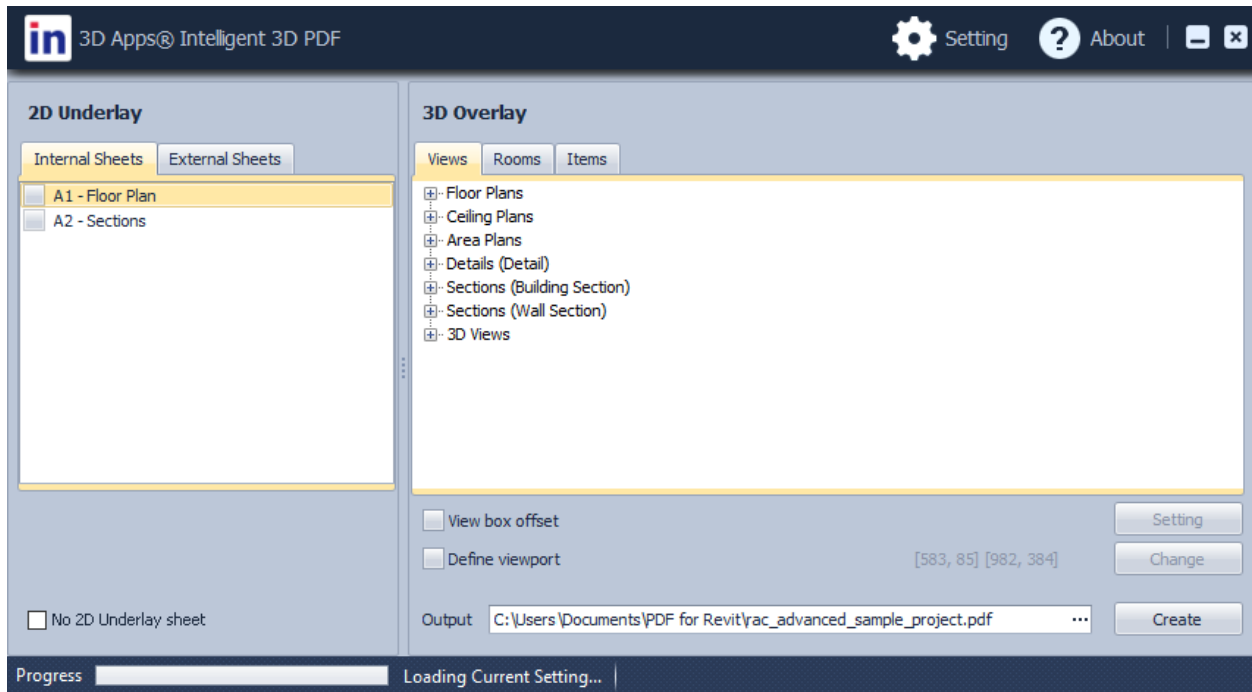 in 3D Apps® Intelligent 3D PDF
Setting
About
2D Underlay
Internal Sheets
External Sheets
A1 - Floor Plan
A2 - Sections
No 2D Underlay sheet
3D Overlay
Views
Rooms
Items
Floor Plans
Ceiling Plans
Area Plans
Details (Detail)
Sections (Building Section)
Sections (Wall Section)
3D Views
View box offset
Setting
Define viewport
[583, 85] [982, 384]
Change
Output
C:\Users\Documents\PDF for Revit\rac_advanced_sample_project.pdf
...
Create
Progress
Loading Current Setting...